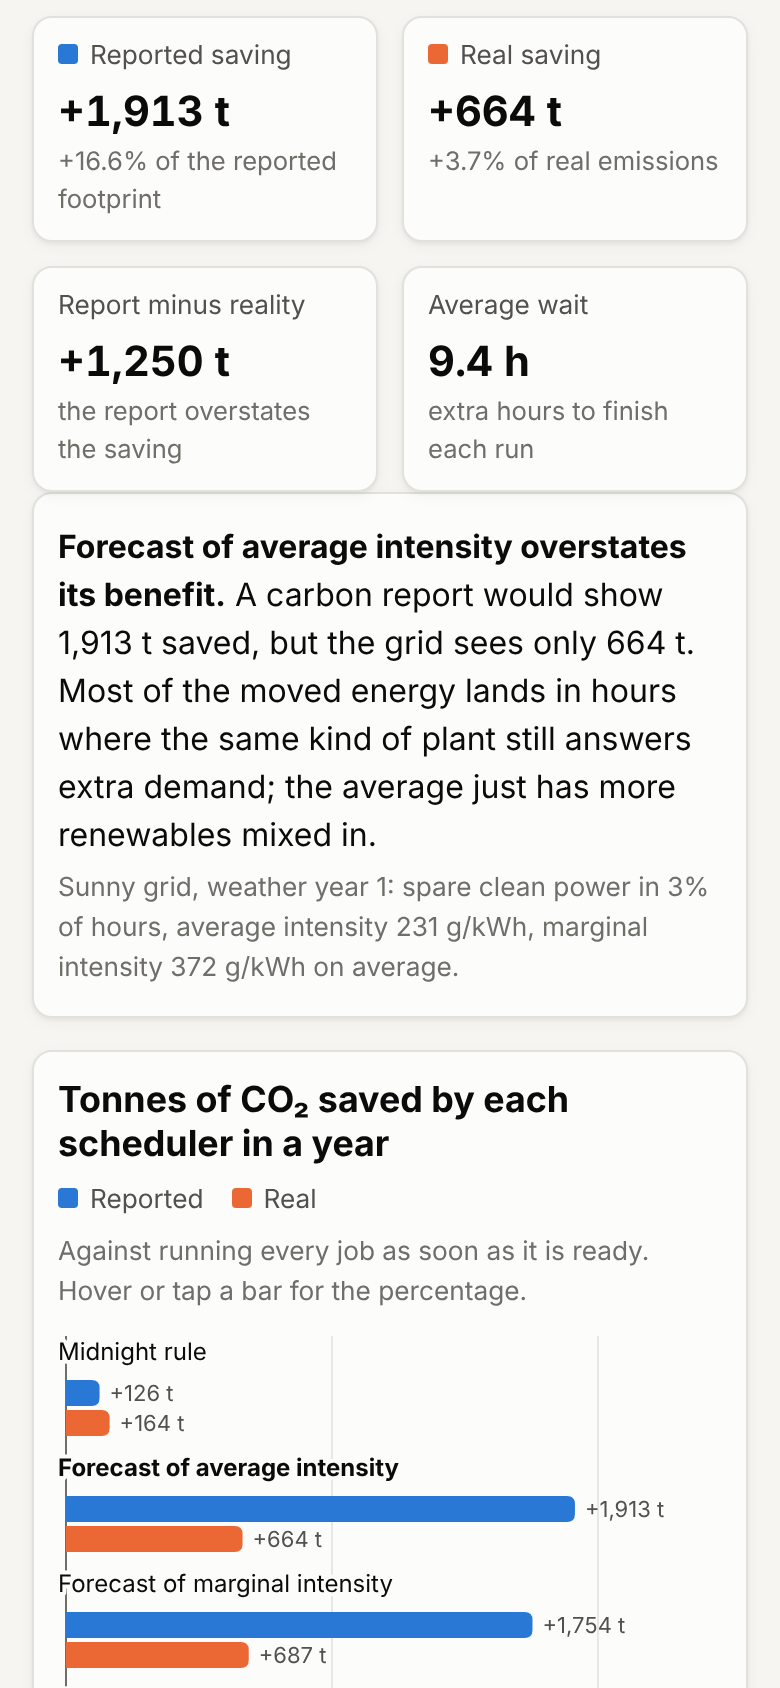 Reported saving
+1,913 t
+16.6% of the reported
footprint
Real saving
+664 t
+3.7% of real emissions
Report minus reality
+1,250 t
the report overstates
the saving
Average wait
9.4 h
extra hours to finish
each run
Forecast of average intensity overstates
its benefit. A carbon report would show
1,913 t saved, but the grid sees only 664 t.
Most of the moved energy lands in hours
where the same kind of plant still answers
extra demand; the average just has more
renewables mixed in.
Sunny grid, weather year 1: spare clean power in 3%
of hours, average intensity 231 g/kWh, marginal
intensity 372 g/kWh on average.
Tonnes of CO₂ saved by each
scheduler in a year
Reported Real
Against running every job as soon as it is ready.
Hover or tap a bar for the percentage.
Midnight rule
+126 t
+164 t
Forecast of average intensity
+1,913 t
+664 t
Forecast of marginal intensity
+1,754 t
+687 t